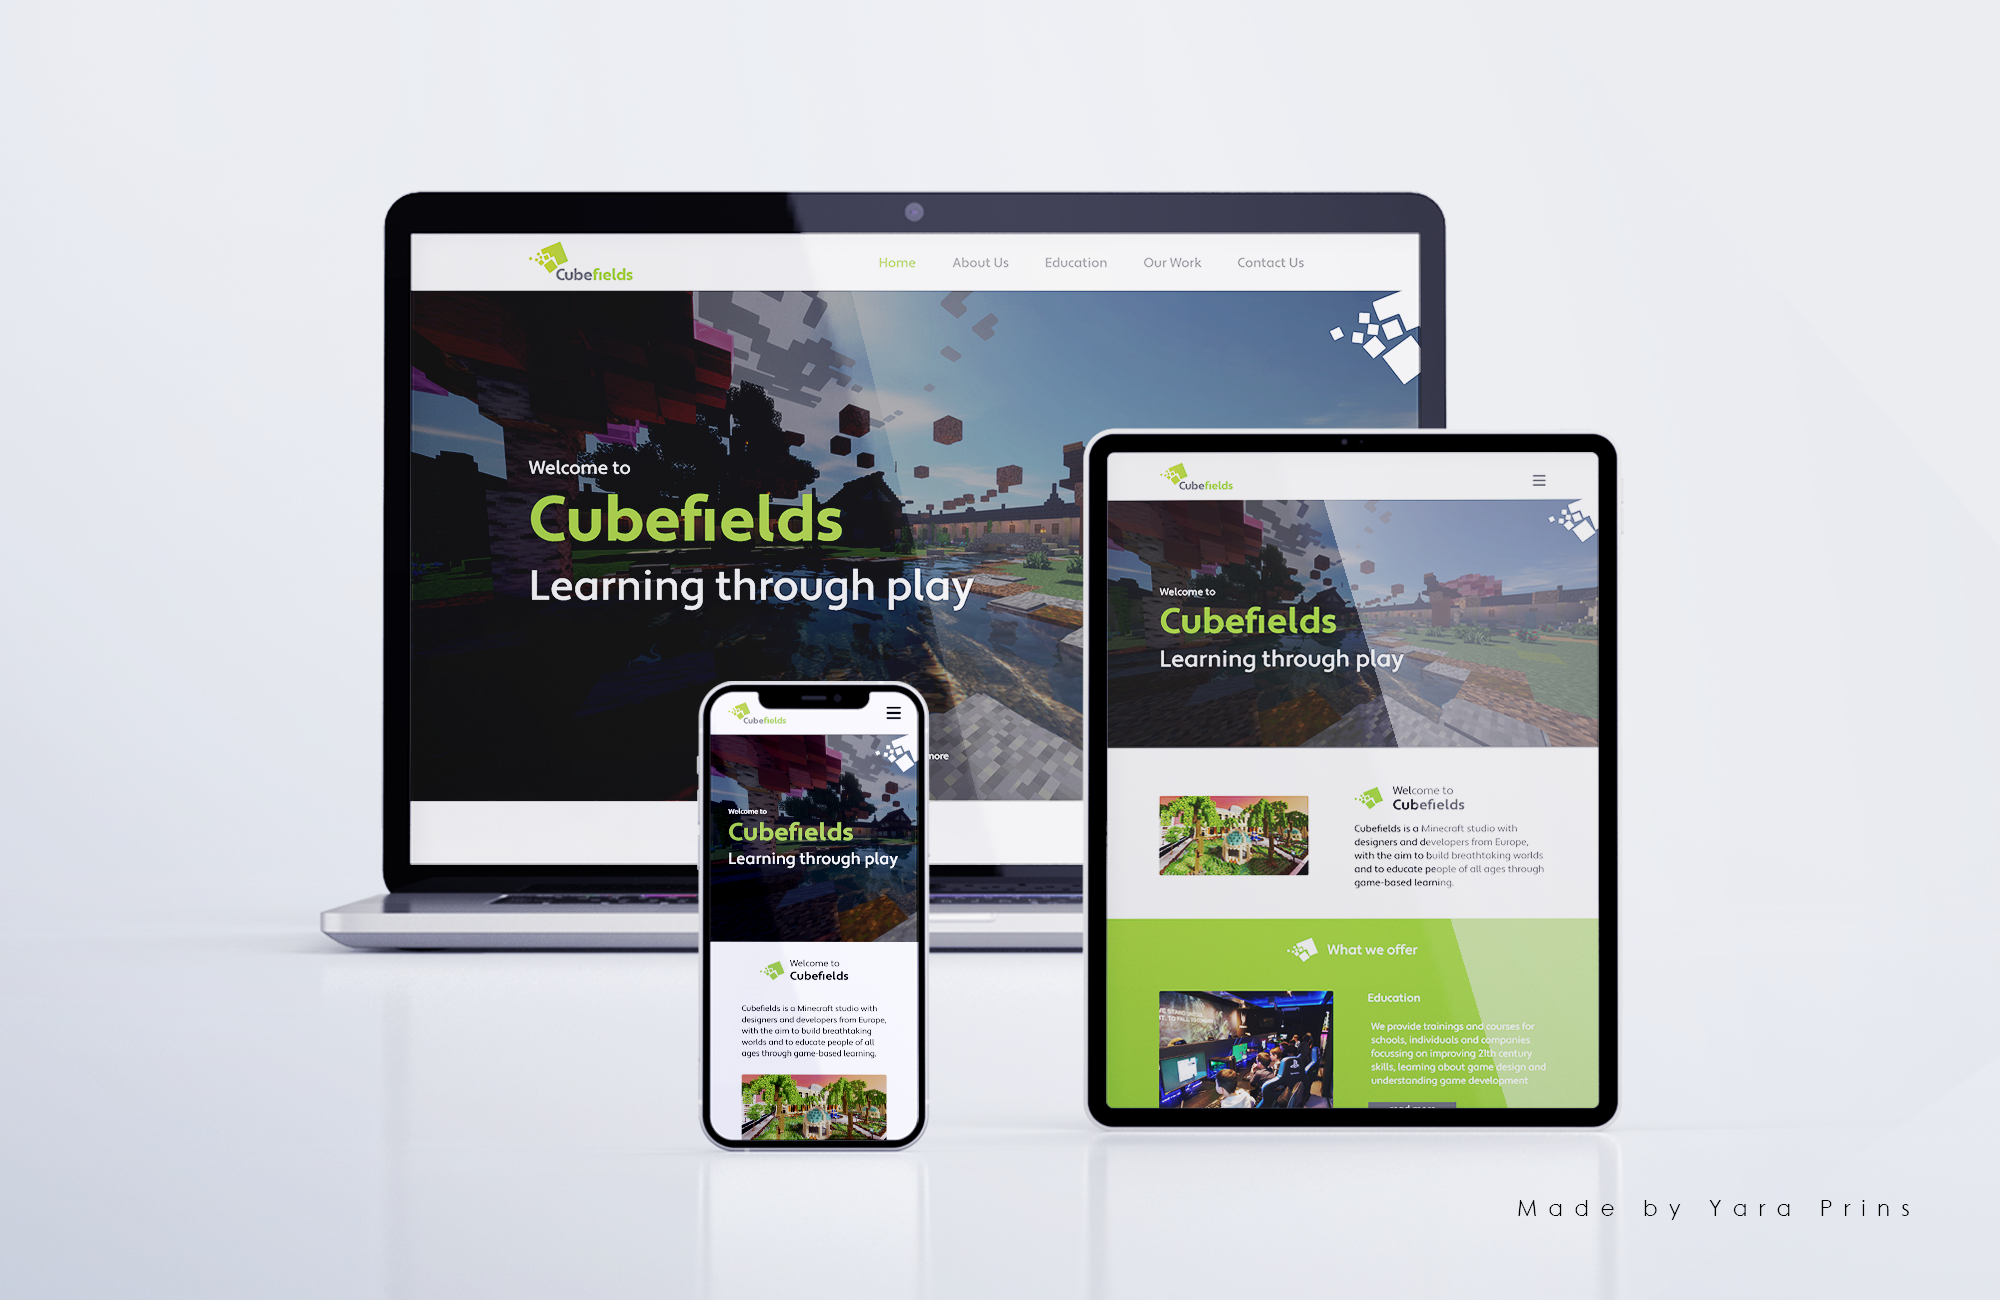 Cubefields
Home About Us Education Our Work Contact Us
Welcome to
Cubefields
Learning through play
more
Cubefields
Welcome to
Cubefields
Learning through play
Welcome to
Cubefields
Cubefields is a Minecraft studio with
designers and developers from Europe,
with the aim to build breathtaking
worlds and to educate people of all
ages through game-based learning.
Cubefields
Welcome to
Cubefields
Learning through play
Welcome to
Cubefields
Cubefields is a Minecraft studio with
designers and developers from Europe,
with the aim to build breathtaking worlds
and to educate people of all ages through
game-based learning.
What we offer
Education
We provide trainings and courses for
schools, individuals and companies
focussing on improving 21th century
skills, learning about game design and
understanding game development
read more
Made by Yara Prins